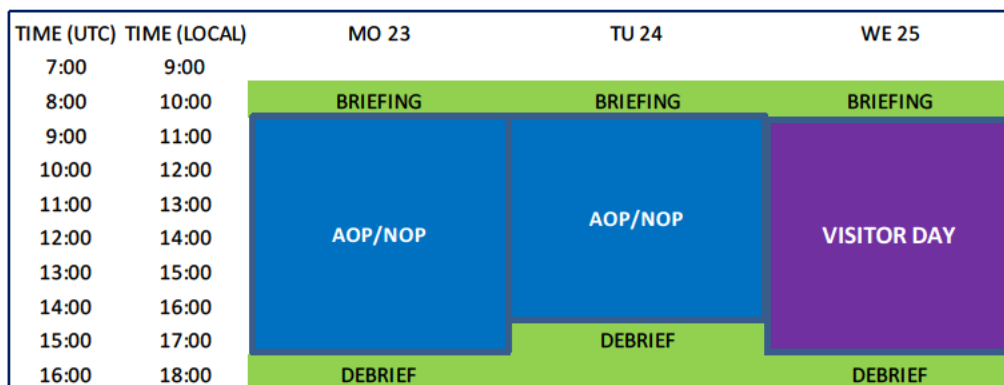 TIME (UTC) TIME (LOCAL) MO 23 TU 24 WE 25
7:00 9:00
8:00 10:00 BRIEFING BRIEFING BRIEFING
9:00 11:00
10:00 12:00
11:00 13:00
12:00 14:00 AOP/NOP AOP/NOP VISITOR DAY
13:00 15:00
14:00 16:00
15:00 17:00 DEBRIEF
16:00 18:00 DEBRIEF DEBRIEF